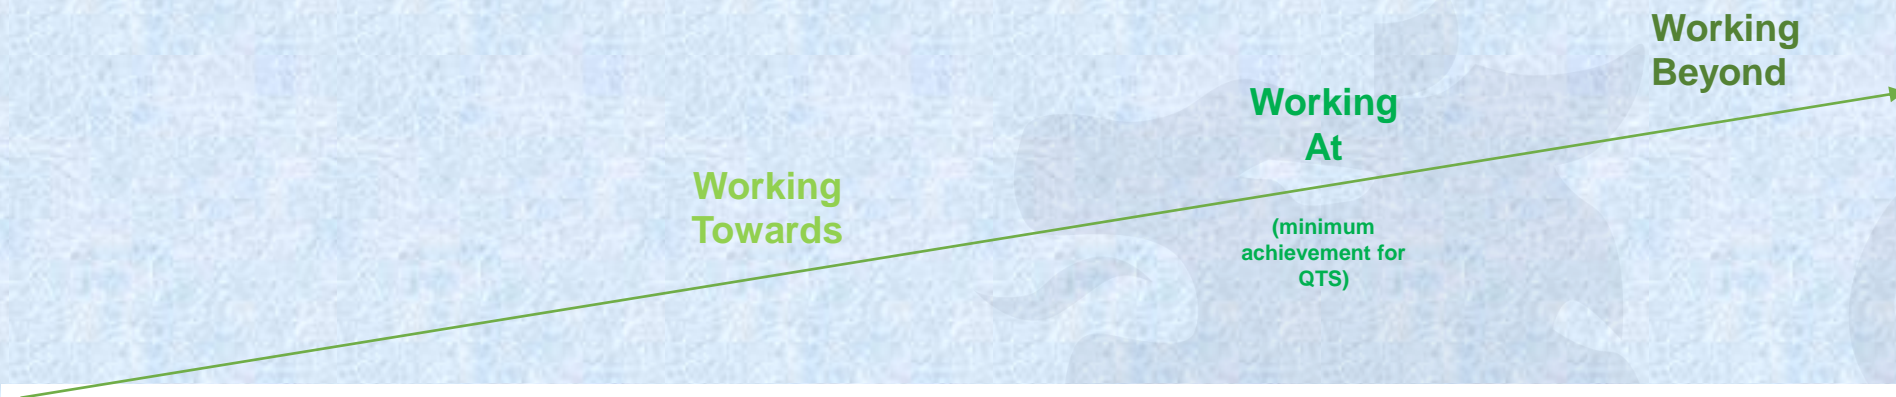 Working
Towards
Working
At
(minimum
achievement for
QTS)
Working
Beyond